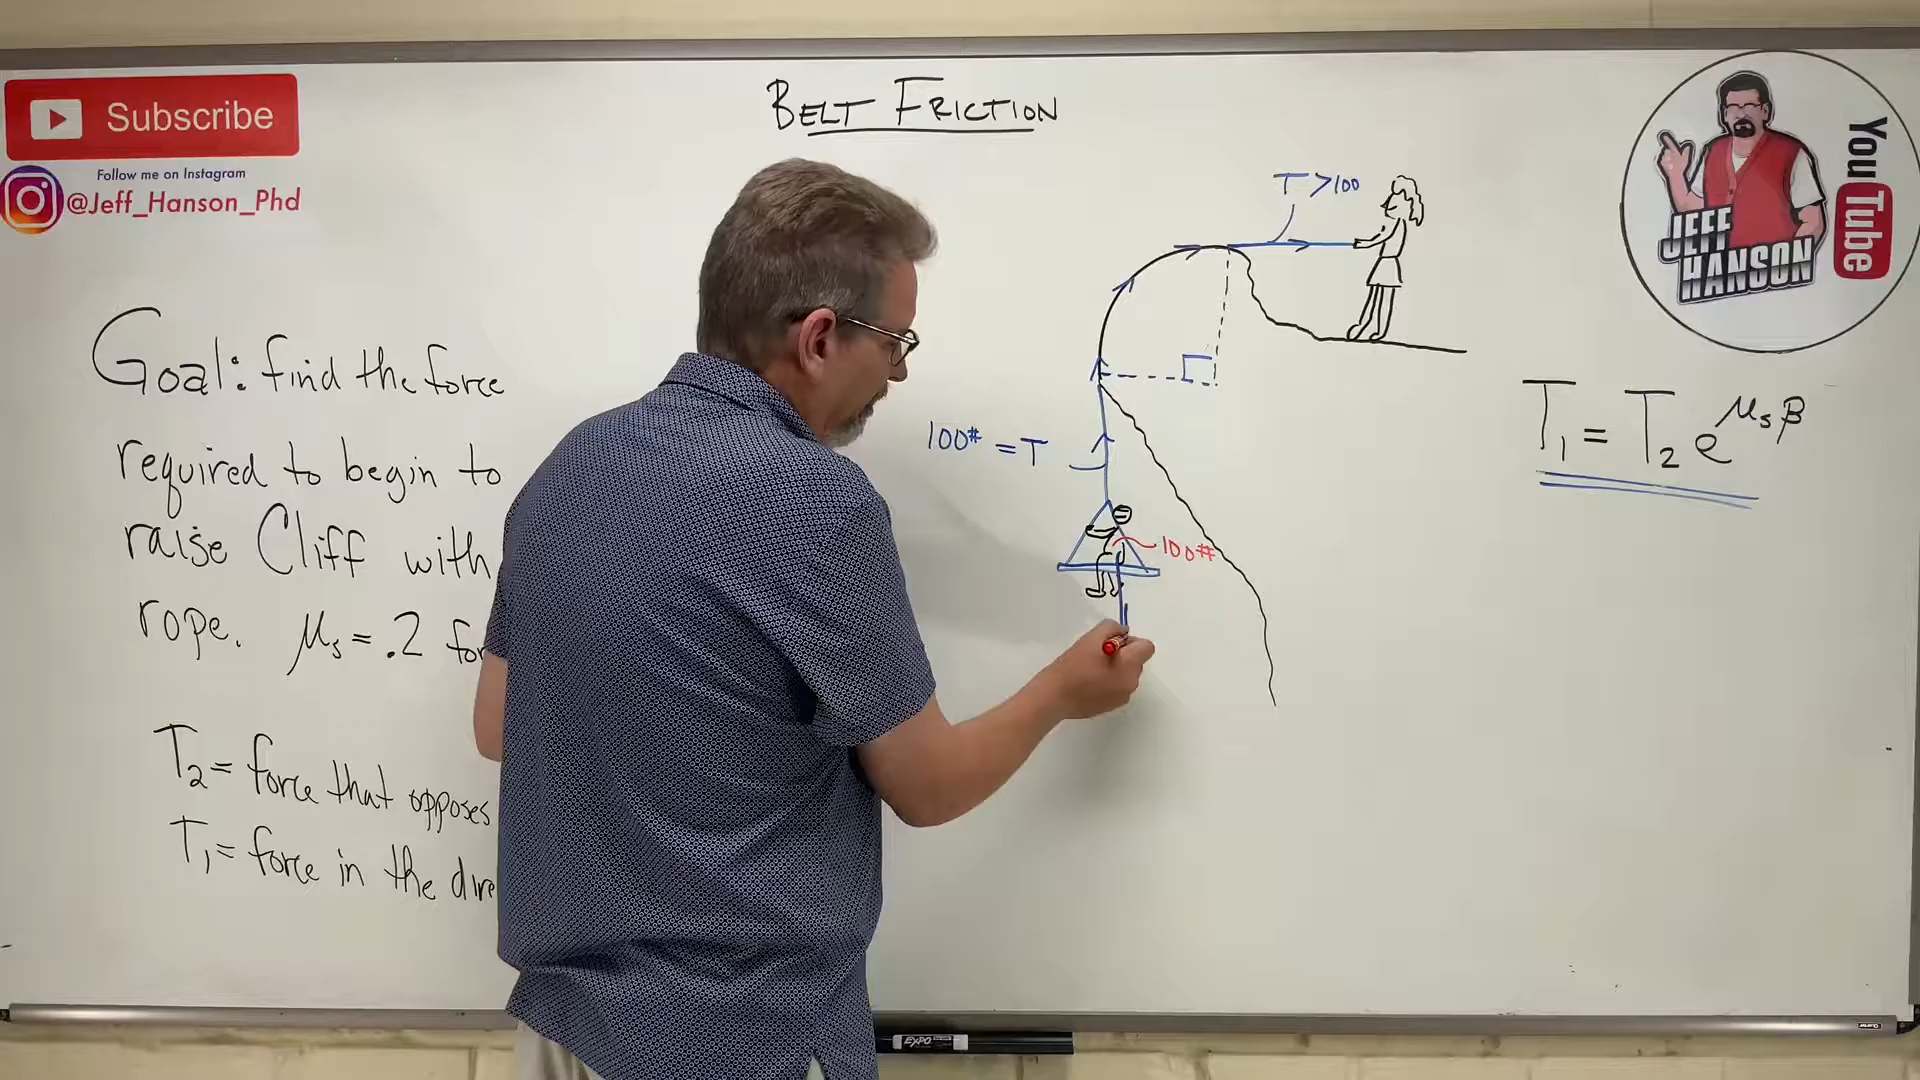 Subscribe
Follow me on Instagram
@Jeff_Hanson_Phd
BELT FRICTION
YouTube
JEFF
HANSON
T >100
Goal: find the force
required to begin to
raise Cliff with
rope. μs = .2 for
T2 = force that opposes
T1 = force in the dire
100# = T
100#
T1 = T2 e^μsβ
EXPO